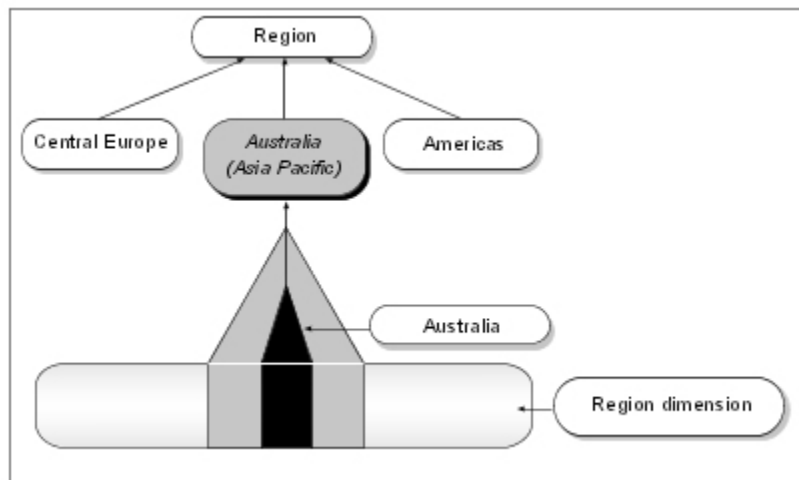 Region
Central Europe
Australia
(Asia Pacific)
Americas
Australia
Region dimension